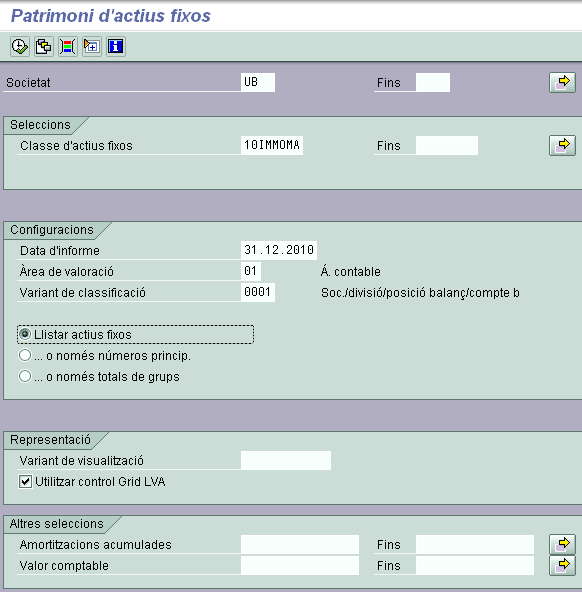 Patrimoni d'actius fixos
Societat UB Fins
Seleccions
Classe d'actius fixos 10IMMOMA Fins
Configuracions
Data d'informe 31.12.2010
Àrea de valoració 01 Á. contable
Variant de classificació 0001 Soc./divisió/posició balanç/compte b
Llistar actius fixos
... o només números princip.
... o només totals de grups
Representació
Variant de visualització
Utilitzar control Grid LVA
Altres seleccions
Amortitzacions acumulades Fins
Valor comptable Fins